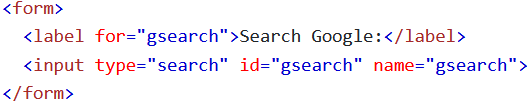 <form>
  <label for="gsearch">Search Google:</label>
  <input type="search" id="gsearch" name="gsearch">
</form>